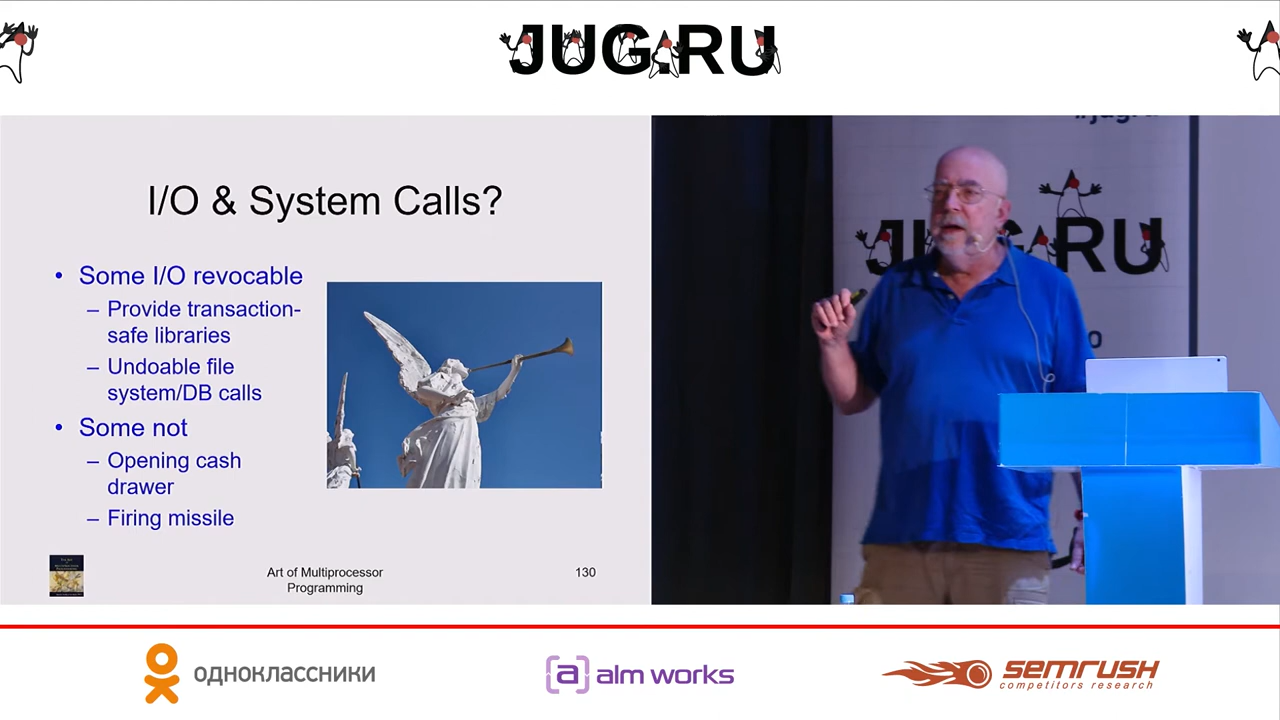 JUG.RU
I/O & System Calls?
• Some I/O revocable
– Provide transaction-
safe libraries
– Undoable file
system/DB calls
• Some not
– Opening cash
drawer
– Firing missile
Art of Multiprocessor
Programming
130
JUG.RU
одноклассники
[a] alm works
semrush
competitors research